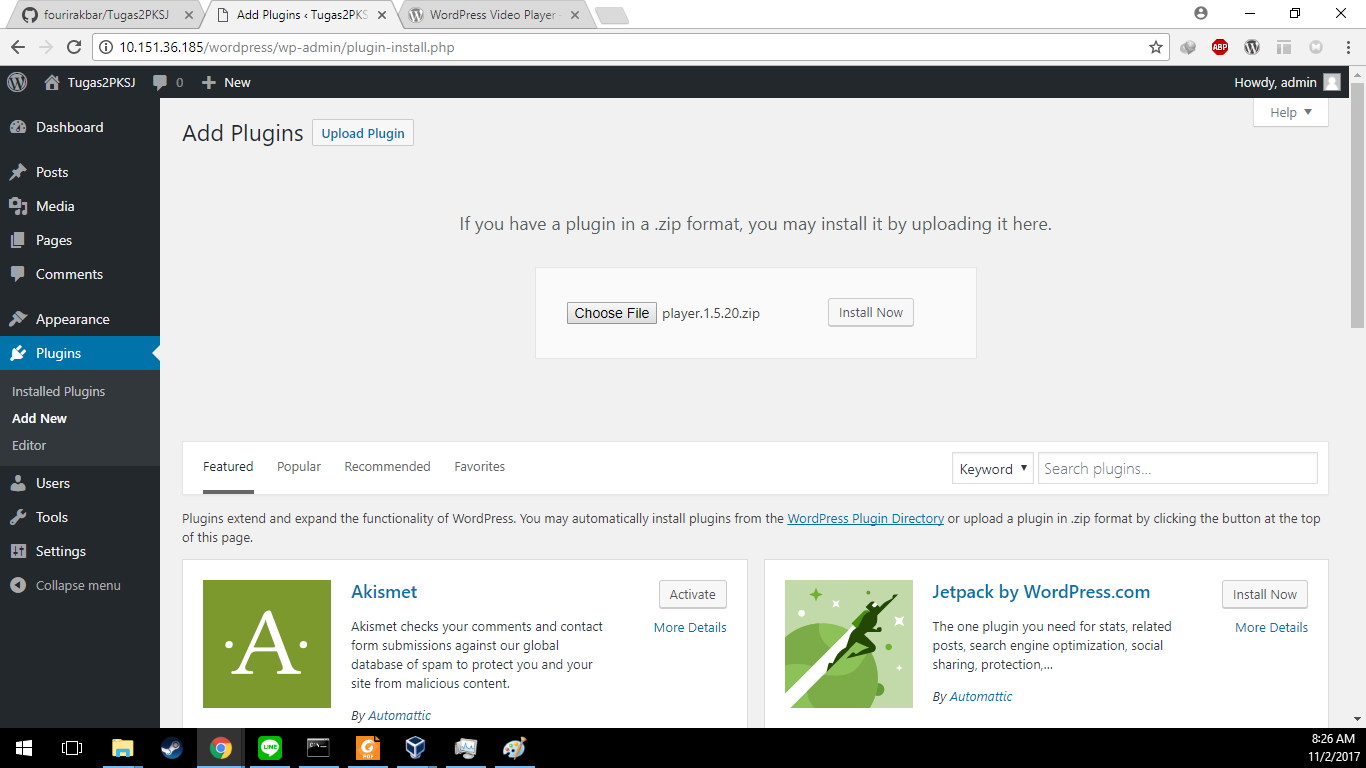 fourirakbar/Tugas2PKSJ
Add Plugins ‹ Tugas2PKS
WordPress Video Player
10.151.36.185/wordpress/wp-admin/plugin-install.php
ABP
Tugas2PKSJ 0 New
Howdy, admin
Dashboard
Posts
Media
Pages
Comments
Appearance
Plugins
Installed Plugins
Add New
Editor
Users
Tools
Settings
Collapse menu
Help
Add Plugins Upload Plugin
If you have a plugin in a .zip format, you may install it by uploading it here.
Choose File player.1.5.20.zip Install Now
Featured Popular Recommended Favorites Keyword Search plugins...
Plugins extend and expand the functionality of WordPress. You may automatically install plugins from the WordPress Plugin Directory or upload a plugin in .zip format by clicking the button at the top
of this page.
A
Akismet
Activate
More Details
Akismet checks your comments and contact
form submissions against our global
database of spam to protect you and your
site from malicious content.
By Automattic
Jetpack by WordPress.com
Install Now
More Details
The one plugin you need for stats, related
posts, search engine optimization, social
sharing, protection,...
By Automattic
LINE
PDF
8:26 AM
11/2/2017